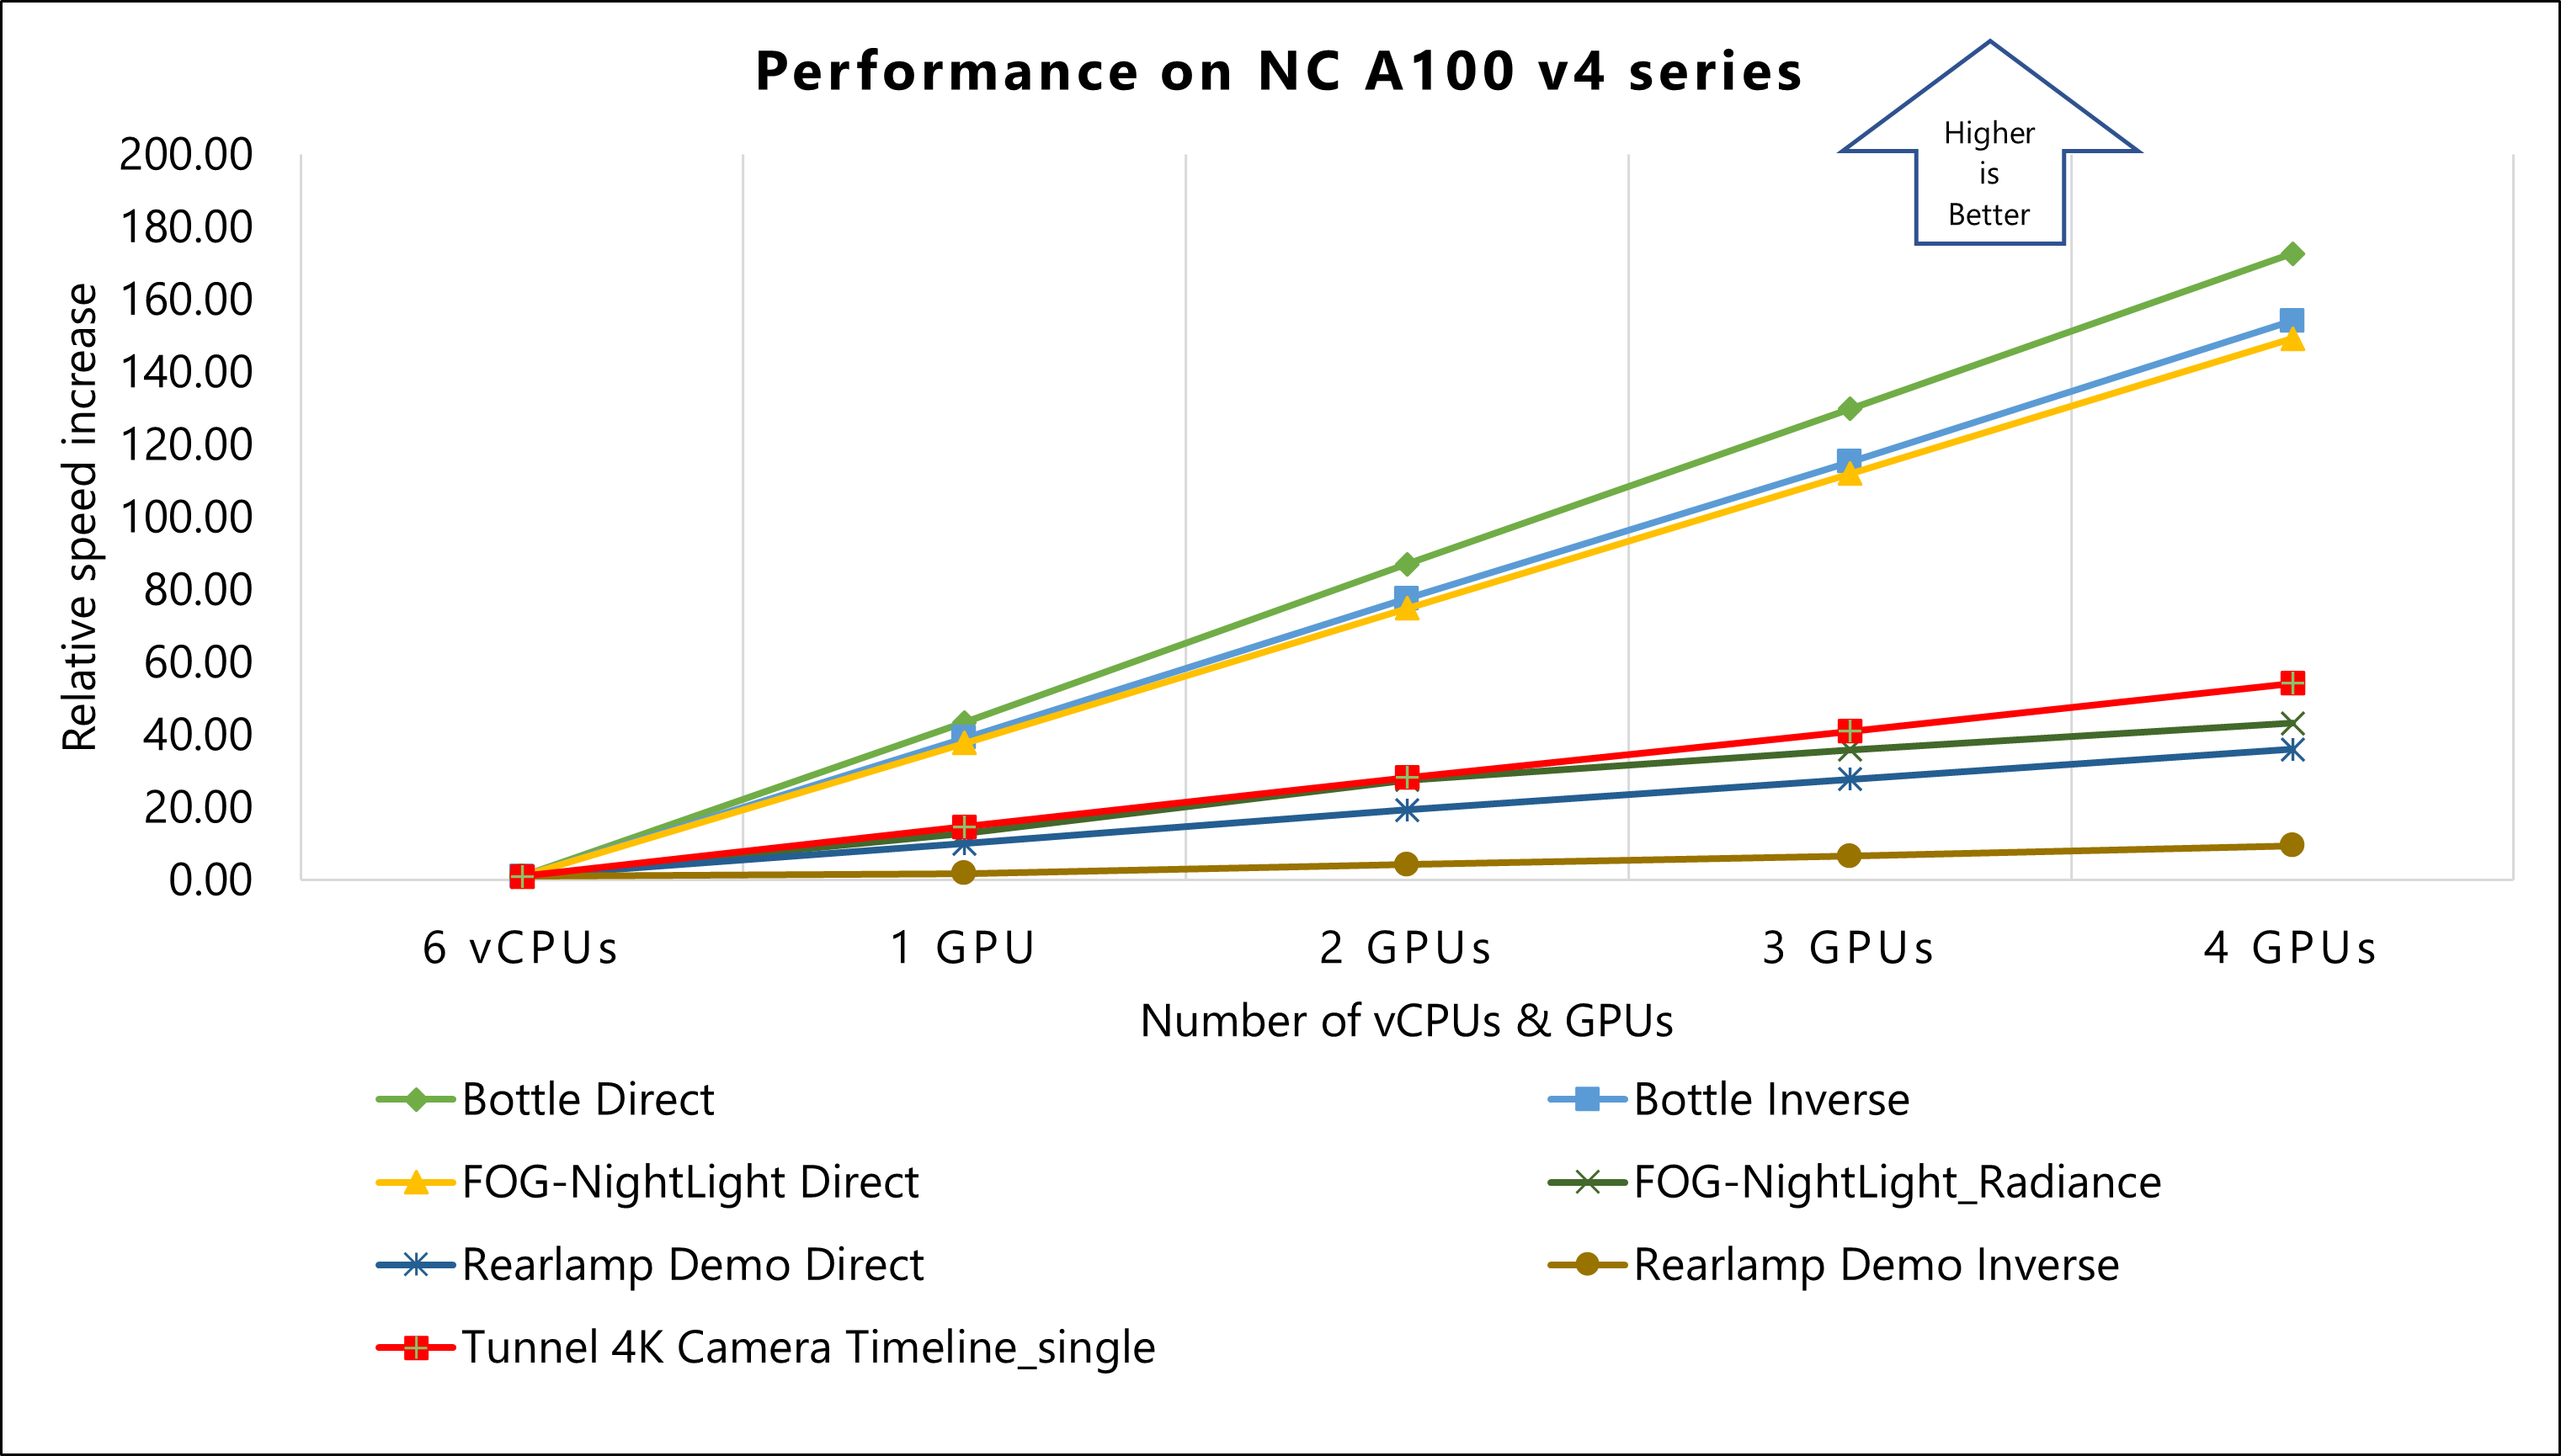 Performance on NC A100 v4 series
Higher
is
Better
Relative speed increase
200.00
180.00
160.00
140.00
120.00
100.00
80.00
60.00
40.00
20.00
0.00
6 vCPUs
1 GPU
2 GPUs
3 GPUs
4 GPUs
Number of vCPUs & GPUs
Bottle Direct
Bottle Inverse
FOG-NightLight Direct
FOG-NightLight_Radiance
Rearlamp Demo Direct
Rearlamp Demo Inverse
Tunnel 4K Camera Timeline_single